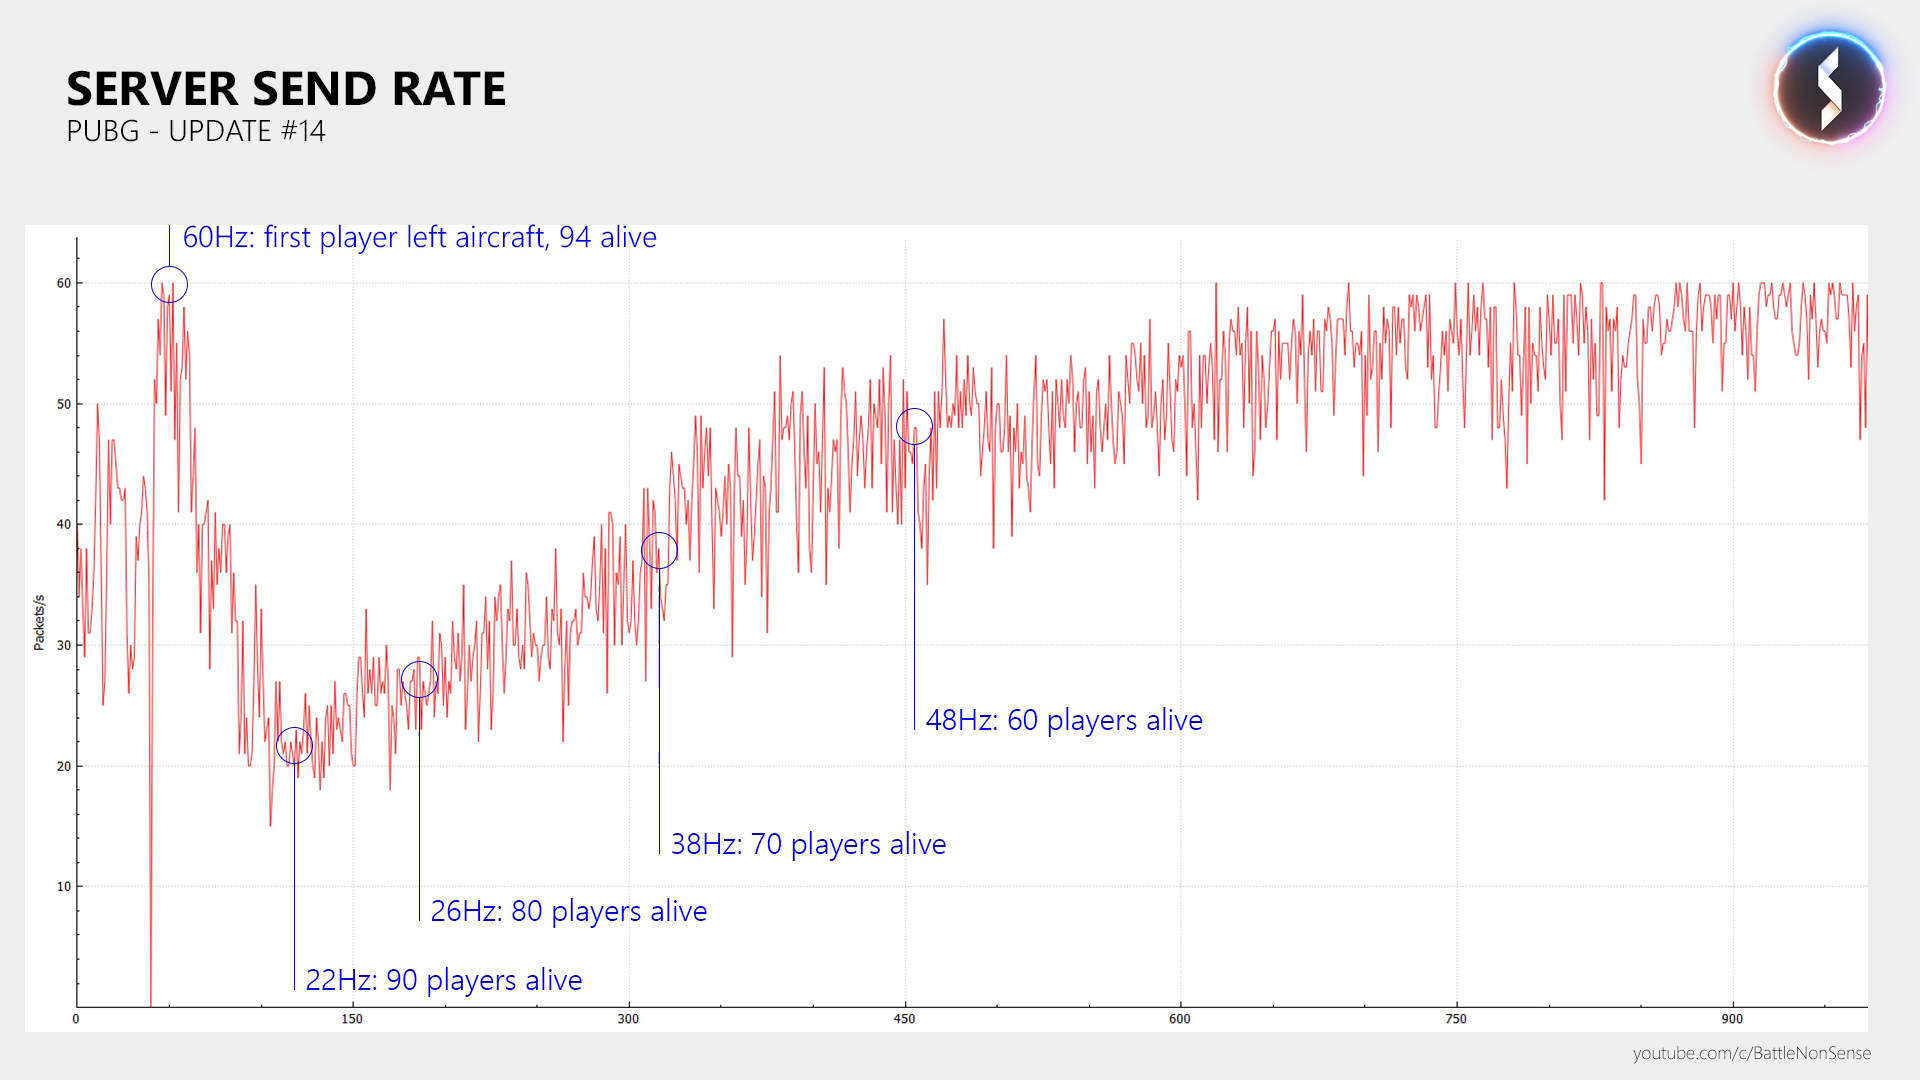 SERVER SEND RATE
PUBG - UPDATE #14
60Hz: first player left aircraft, 94 alive
60
50
40
Packets/s
30
48Hz: 60 players alive
20
38Hz: 70 players alive
10
26Hz: 80 players alive
22Hz: 90 players alive
0 150 300 450 600 750 900
youtube.com/c/BattleNonSense